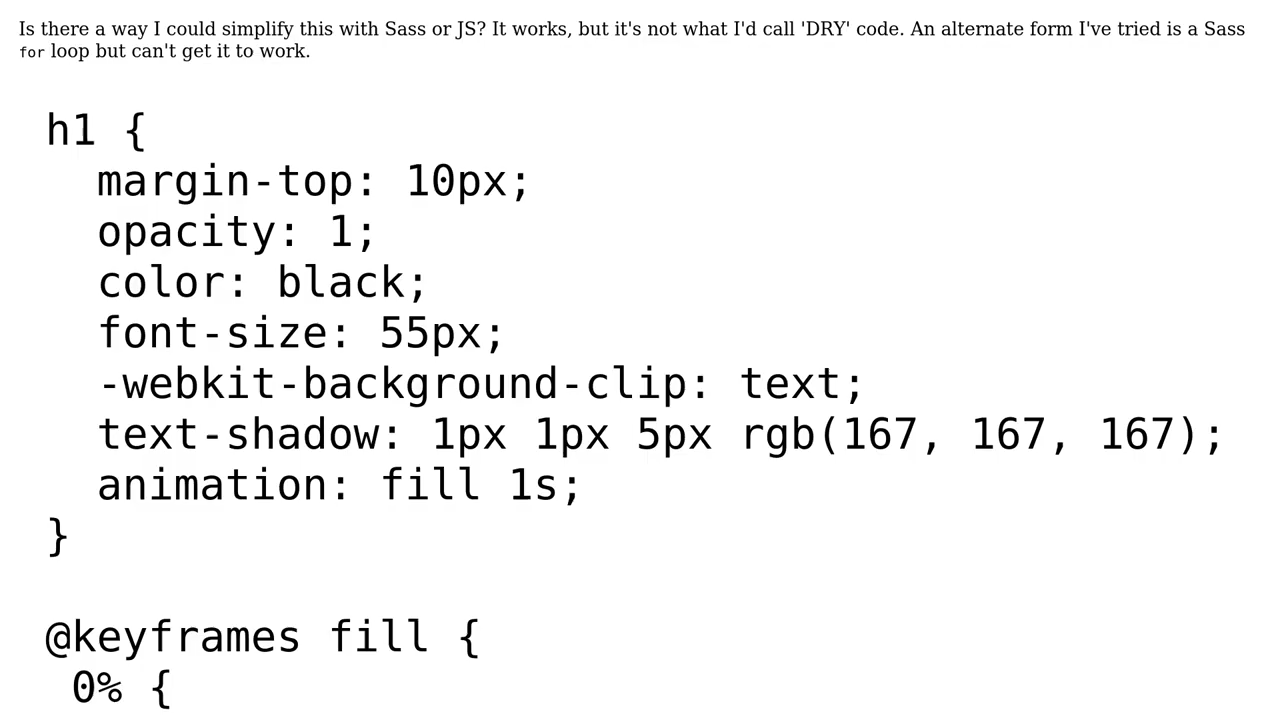 Is there a way I could simplify this with Sass or JS? It works, but it's not what I'd call 'DRY' code. An alternate form I've tried is a Sass
for loop but can't get it to work.
h1 {
  margin-top: 10px;
  opacity: 1;
  color: black;
  font-size: 55px;
  -webkit-background-clip: text;
  text-shadow: 1px 1px 5px rgb(167, 167, 167);
  animation: fill 1s;
}
@keyframes fill {
 0% {